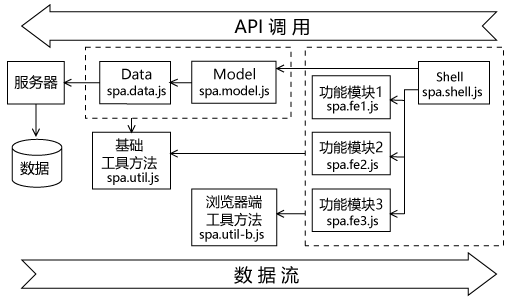 API 调用
服务器
Data
spa.data.js
Model
spa.model.js
Shell
spa.shell.js
功能模块1
spa.fe1.js
数据
基础
工具方法
spa.util.js
功能模块2
spa.fe2.js
浏览器端
工具方法
spa.util-b.js
功能模块3
spa.fe3.js
数据流